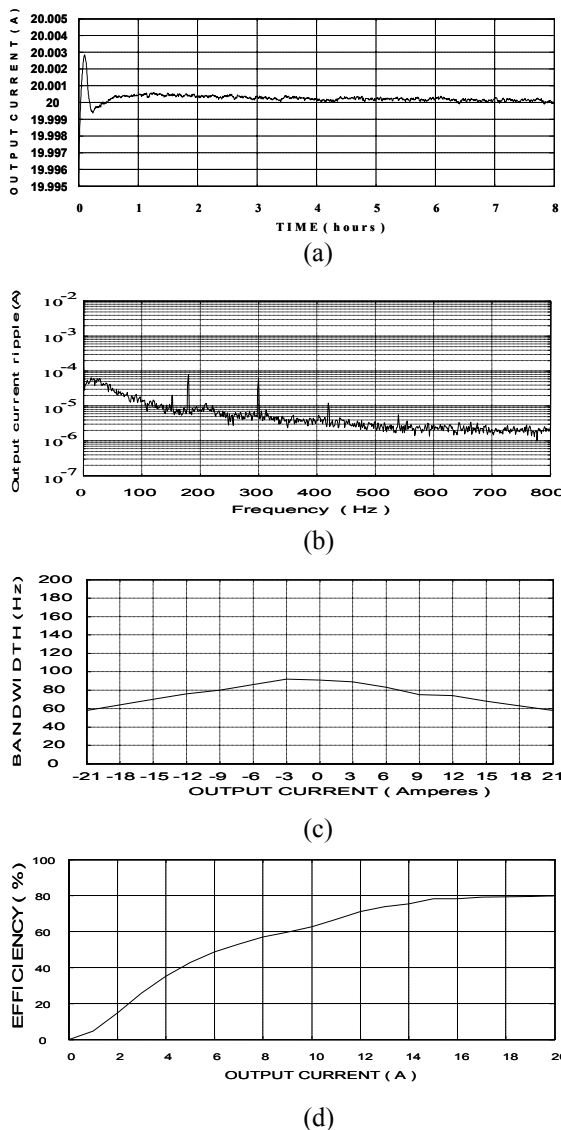 OUTPUT CURRENT (A)
20.005
20.004
20.003
20.002
20.001
20
19.999
19.998
19.997
19.996
19.995
0 1 2 3 4 5 6 7 8
TIME ( hours )
(a)
Output current ripple(A)
10-2
10-3
10-4
10-5
10-6
10-7
0 100 200 300 400 500 600 700 800
Frequency ( Hz )
(b)
BANDWIDTH (Hz)
200
180
160
140
120
100
80
60
40
20
0
-21 -18 -15 -12 -9 -6 -3 0 3 6 9 12 15 18 21
OUTPUT CURRENT ( Amperes )
(c)
EFFICIENCY ( %)
100
80
60
40
20
0
0 2 4 6 8 10 12 14 16 18 20
OUTPUT CURRENT ( A )
(d)